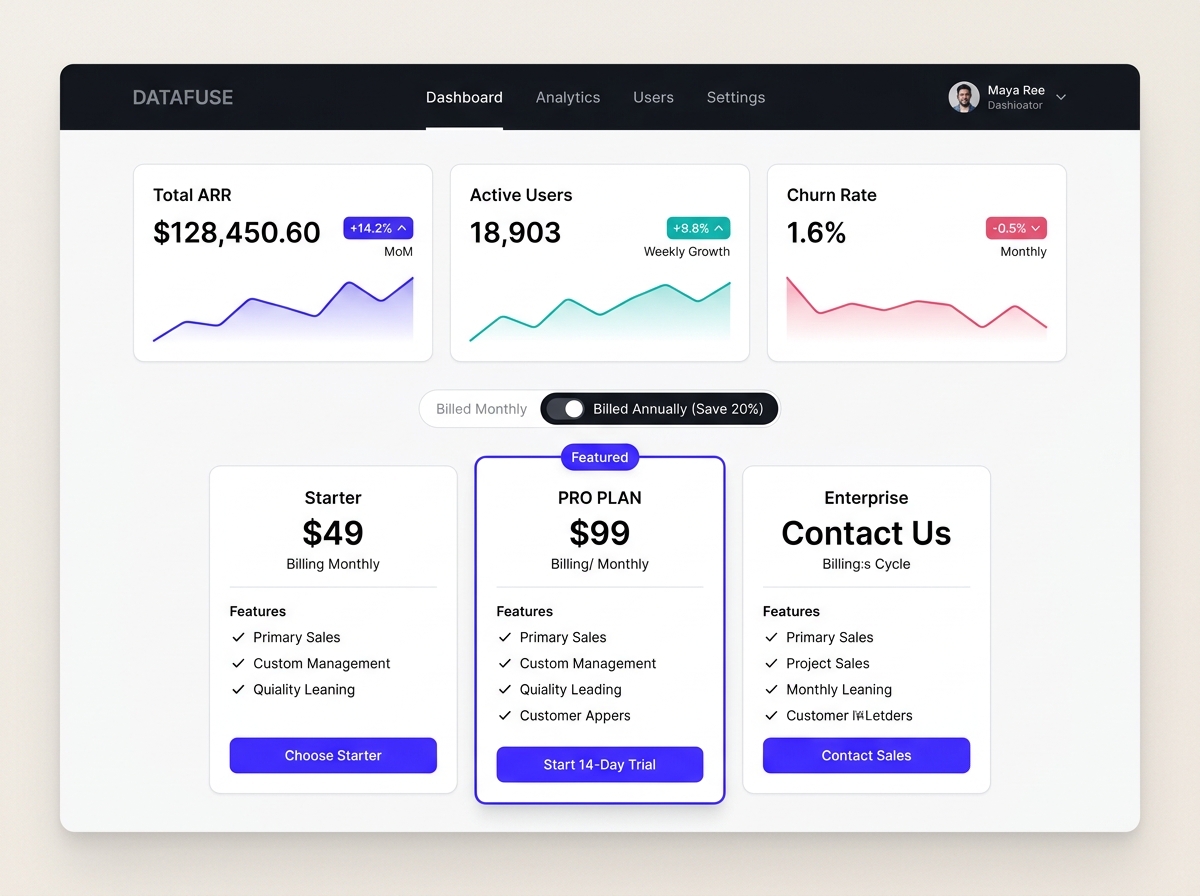 DATAFUSE
Dashboard
Analytics
Users
Settings
Maya Ree
Dashioator
Total ARR
$128,450.60
+14.2%
MoM
Active Users
18,903
+9.8%
Weekly Growth
Churn Rate
1.6%
-0.5%
Monthly
Billed Monthly
Billed Annually (Save 20%)
Starter
$49
Billing Monthly
Features
Primary Sales
Custom Management
Quiality Leaning
Choose Starter
Featured
PRO PLAN
$99
Billing/ Monthly
Features
Primary Sales
Custom Management
Quiality Leading
Customer Appers
Start 14-Day Trial
Enterprise
Contact Us
Billing:s Cycle
Features
Primary Sales
Project Sales
Monthly Leaning
Customer
Contact Sales